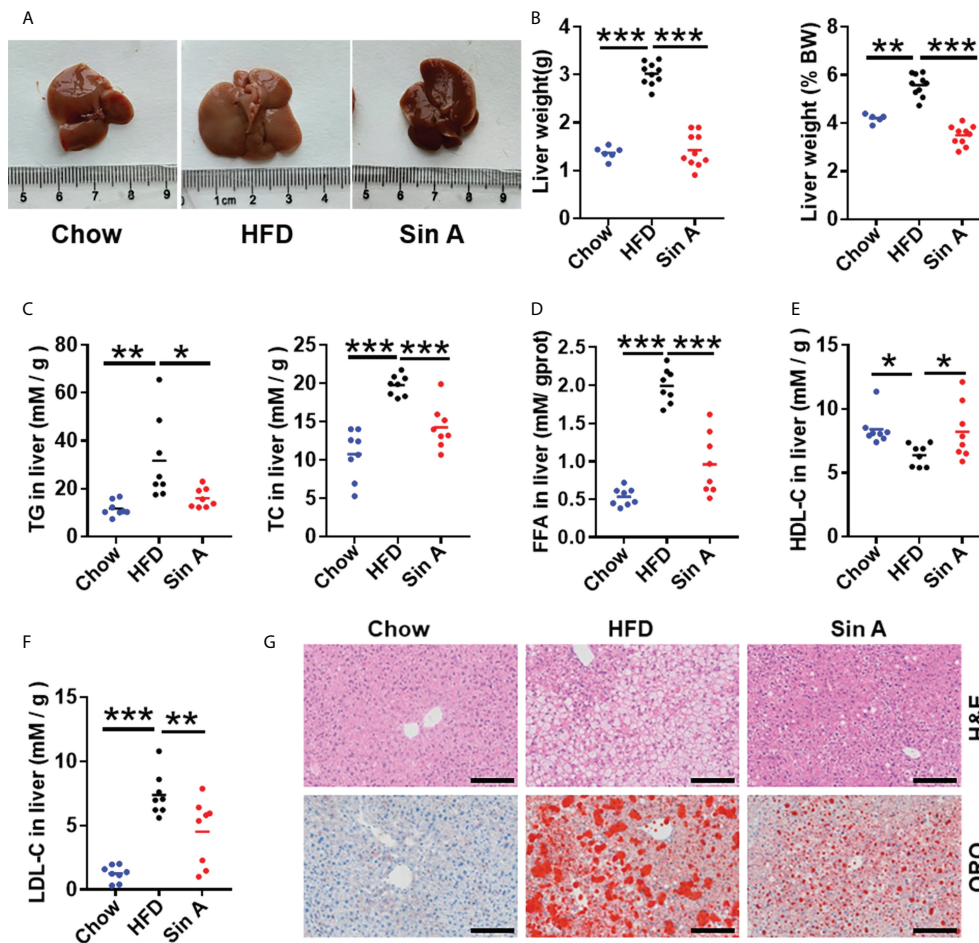 A
5 6 7 8 9
1cm 2 3 4
5 6 7 8 9
Chow HFD Sin A
B
Liver weight(g)
4
3
2
1
0
*** ***
Chow HFD Sin A
Liver weight (% BW)
8
6
4
2
0
** ***
Chow HFD Sin A
C
TG in liver (mM / g )
80
60
40
20
0
** *
Chow HFD Sin A
TC in liver (mM / g )
25
20
15
10
5
0
*** ***
Chow HFD Sin A
D
FFA in liver (mM/ gprot)
2.5
2.0
1.5
1.0
0.5
0.0
*** ***
Chow HFD Sin A
E
HDL-C in liver (mM / g )
15
10
5
0
* *
Chow HFD Sin A
F
LDL-C in liver (mM / g )
15
10
5
0
*** **
Chow HFD Sin A
G
Chow HFD Sin A
H&E
ORO